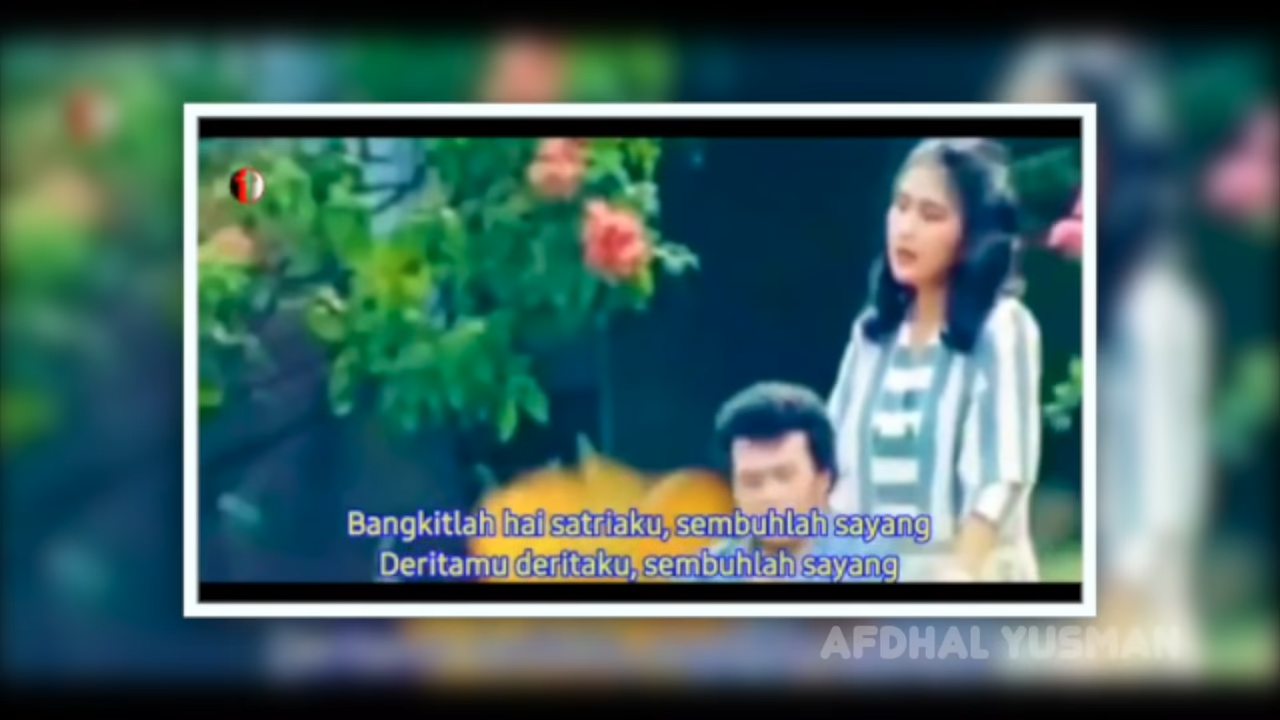 Bangkitlah hai satriaku, sembuhlah sayang
Deritamu deritaku, sembuhlah sayang
AFDHAL YUSMAN